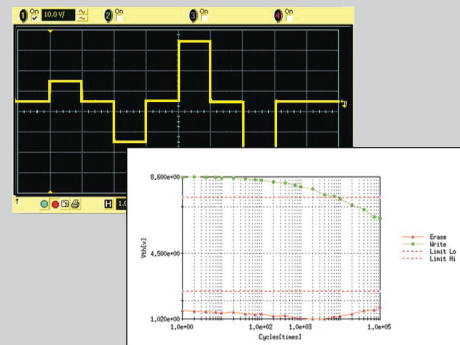 1 On 10.0 V/ 2 On 3 On 4 On
H 1.0
8,600e+00
4,500e+00
1,020e+00
Vth[v]
1,0e+00 1,0e+02 1,0e+03 1,0e+05
Cycles[times]
Erase
Write
Limit Lo
Limit Hi